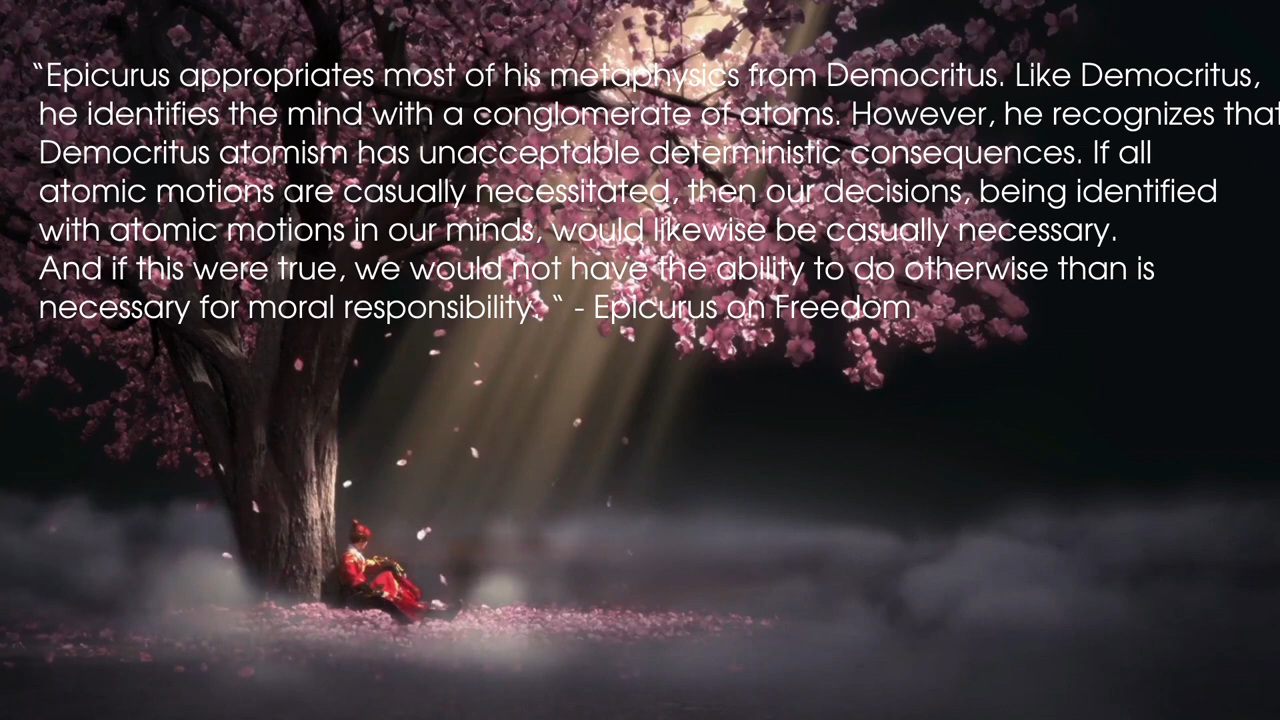 “Epicurus appropriates most of his metaphysics from Democritus. Like Democritus,
he identifies the mind with a conglomerate of atoms. However, he recognizes that
Democritus atomism has unacceptable deterministic consequences. If all
atomic motions are casually necessitated, then our decisions, being identified
with atomic motions in our minds, would likewise be casually necessary.
And if this were true, we would not have the ability to do otherwise than is
necessary for moral responsibility. “ - Epicurus on Freedom